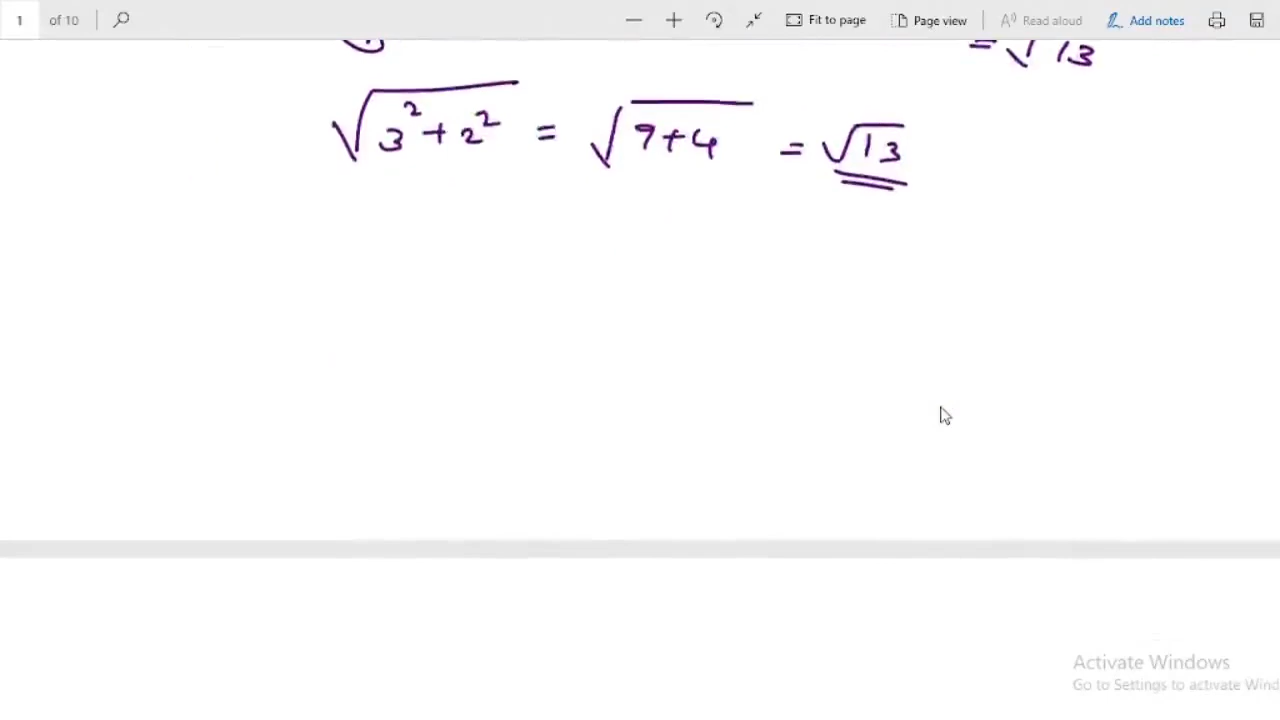 1 of 10 Fit to page Page view Read aloud Add notes
= √13
√(3² + 2²) = √(9+4) = √13
Activate Windows
Go to Settings to activate Wind